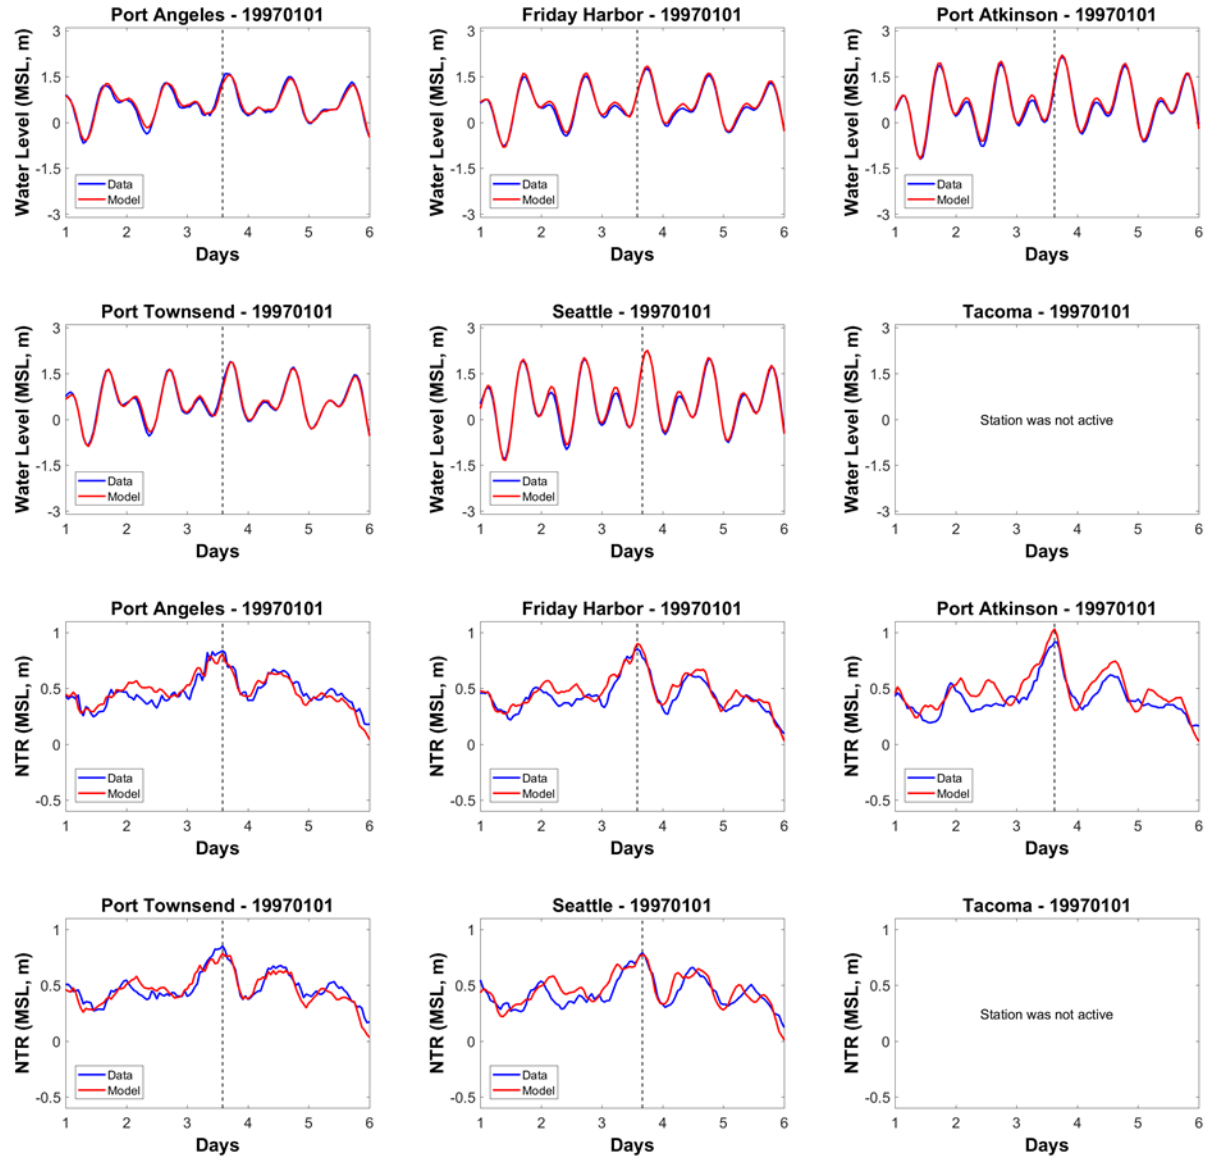 Port Angeles - 19970101
Friday Harbor - 19970101
Port Atkinson - 19970101
Water Level (MSL, m)
3
1.5
0
-1.5
-3
Data
Model
1 2 3 4 5 6
Days
Water Level (MSL, m)
3
1.5
0
-1.5
-3
Data
Model
1 2 3 4 5 6
Days
Water Level (MSL, m)
3
1.5
0
-1.5
-3
Data
Model
1 2 3 4 5 6
Days
Port Townsend - 19970101
Seattle - 19970101
Tacoma - 19970101
Water Level (MSL, m)
3
1.5
0
-1.5
-3
Data
Model
1 2 3 4 5 6
Days
Water Level (MSL, m)
3
1.5
0
-1.5
-3
Data
Model
1 2 3 4 5 6
Days
Water Level (MSL, m)
3
1.5
0
-1.5
-3
Station was not active
1 2 3 4 5 6
Days
Port Angeles - 19970101
Friday Harbor - 19970101
Port Atkinson - 19970101
NTR (MSL, m)
1
0.5
0
-0.5
Data
Model
1 2 3 4 5 6
Days
NTR (MSL, m)
1
0.5
0
-0.5
Data
Model
1 2 3 4 5 6
Days
NTR (MSL, m)
1
0.5
0
-0.5
Data
Model
1 2 3 4 5 6
Days
Port Townsend - 19970101
Seattle - 19970101
Tacoma - 19970101
NTR (MSL, m)
1
0.5
0
-0.5
Data
Model
1 2 3 4 5 6
Days
NTR (MSL, m)
1
0.5
0
-0.5
Data
Model
1 2 3 4 5 6
Days
NTR (MSL, m)
1
0.5
0
-0.5
Station was not active
1 2 3 4 5 6
Days